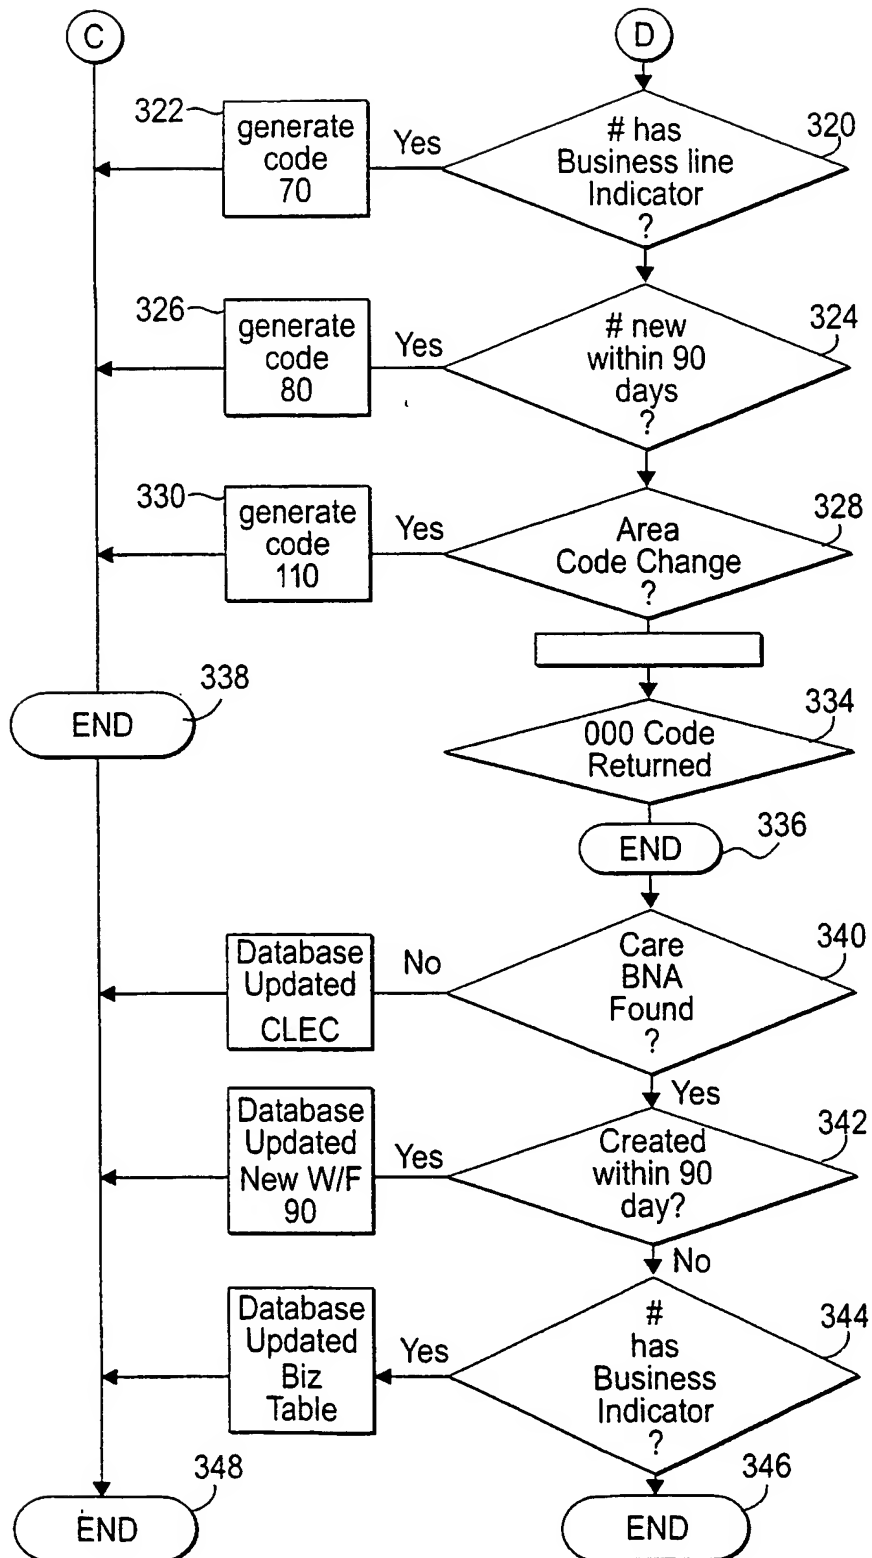 C
D
322
generate
code
70
Yes
# has
Business line
Indicator
?
320
326
generate
code
80
Yes
# new
within 90
days
?
324
330
generate
code
110
Yes
Area
Code Change
?
328
END
338
000 Code
Returned
334
END
336
Database
Updated
CLEC
No
Care
BNA
Found
?
340
Yes
Database
Updated
New W/F
90
Yes
Created
within 90
day?
342
No
Database
Updated
Biz
Table
Yes
#
has
Business
Indicator
?
344
END
348
END
346